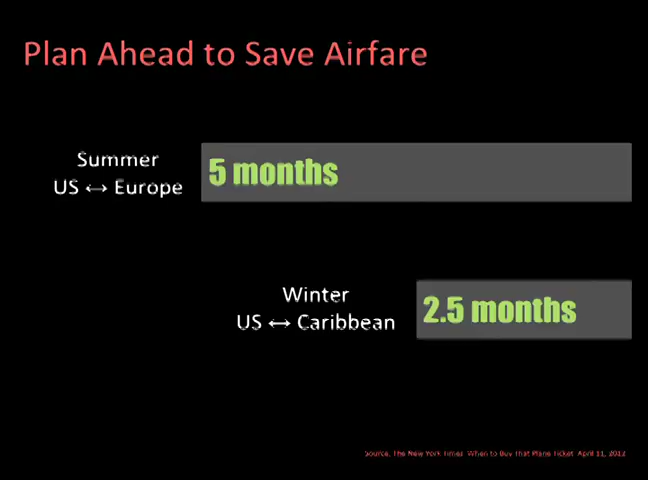 Plan Ahead to Save Airfare
Summer
US ↔ Europe
5 months
Winter
US ↔ Caribbean
2.5 months
Source: The New York Times When to Buy That Plane Ticket April 11, 2012